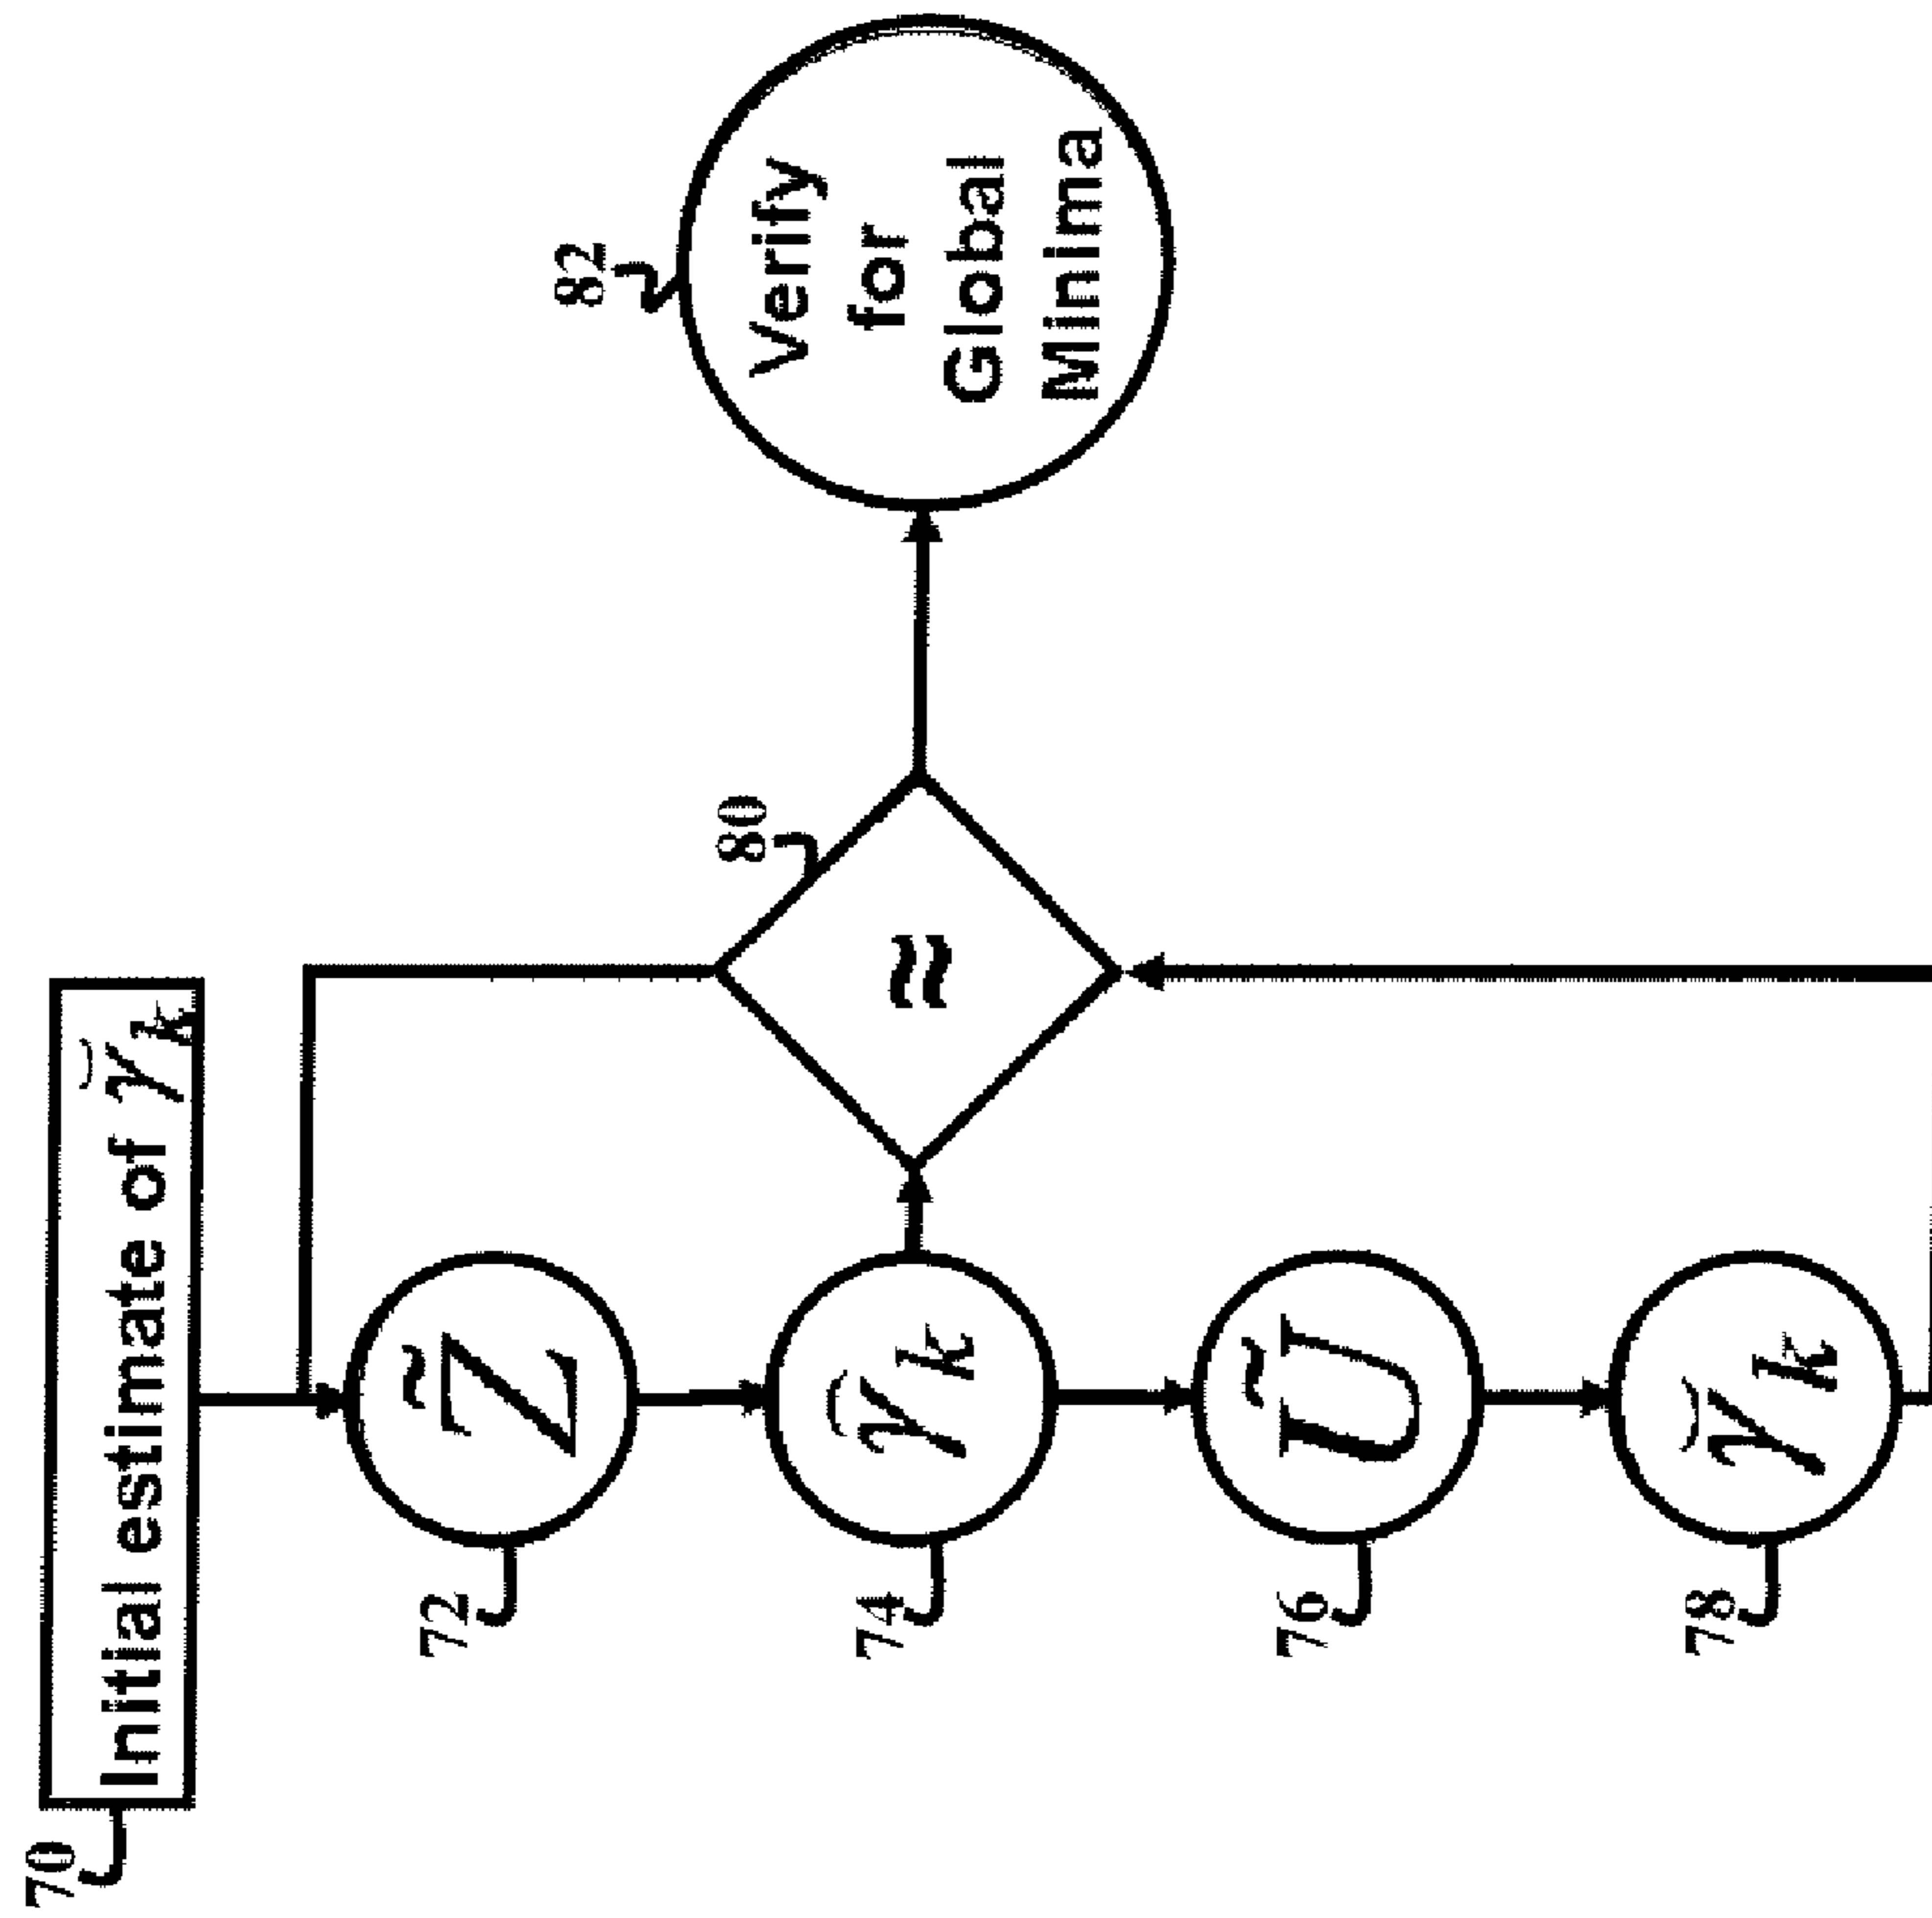 70
Initial estimate of γ̆ₖ
72
Z̃
74
γ̑ₖ
76
Ũ
78
γ̆ₖ
80
≈
82
Verify
for
Global
Minima